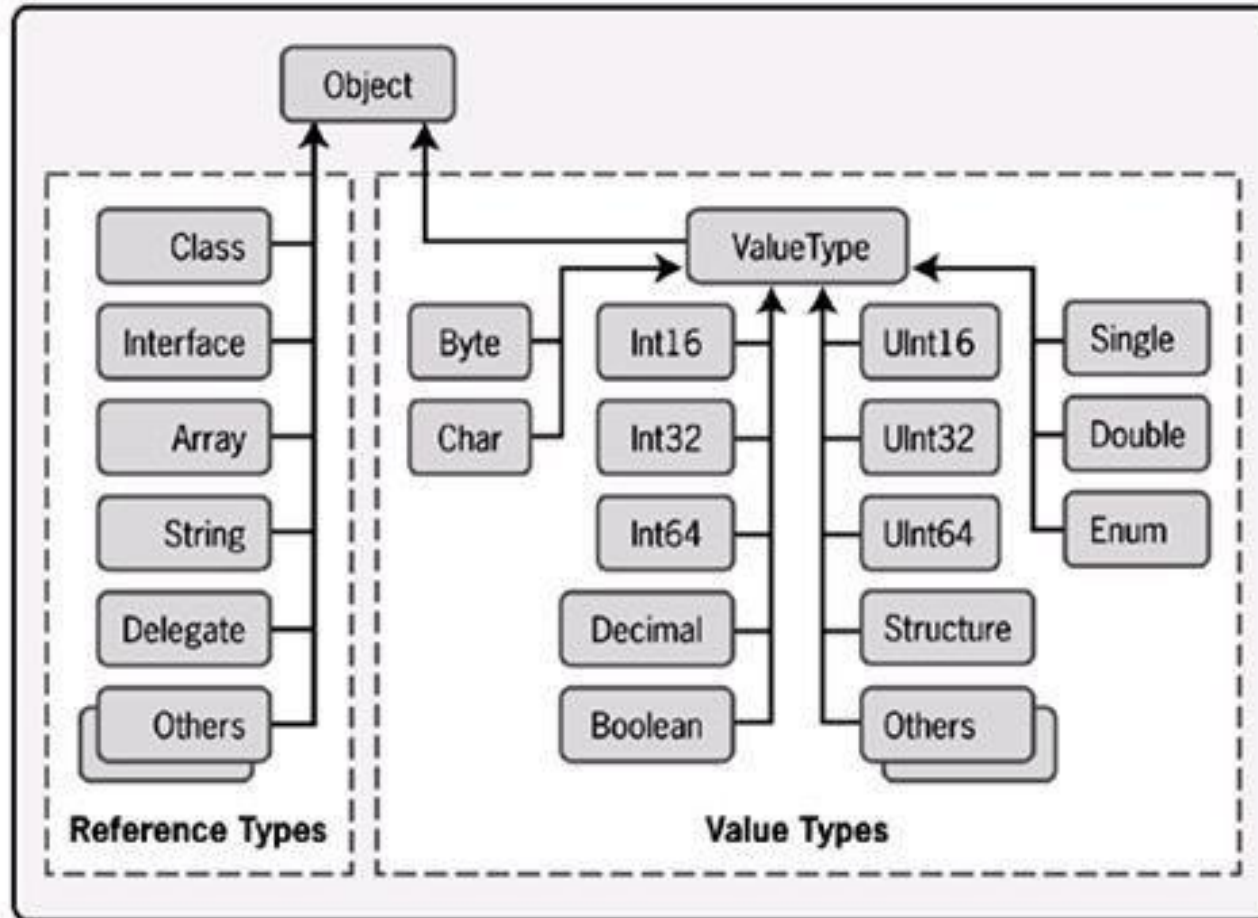 Object
Class
Interface
Array
String
Delegate
Others
Reference Types
ValueType
Byte
Char
Int16
Int32
Int64
Decimal
Boolean
UInt16
UInt32
UInt64
Structure
Others
Single
Double
Enum
Value Types